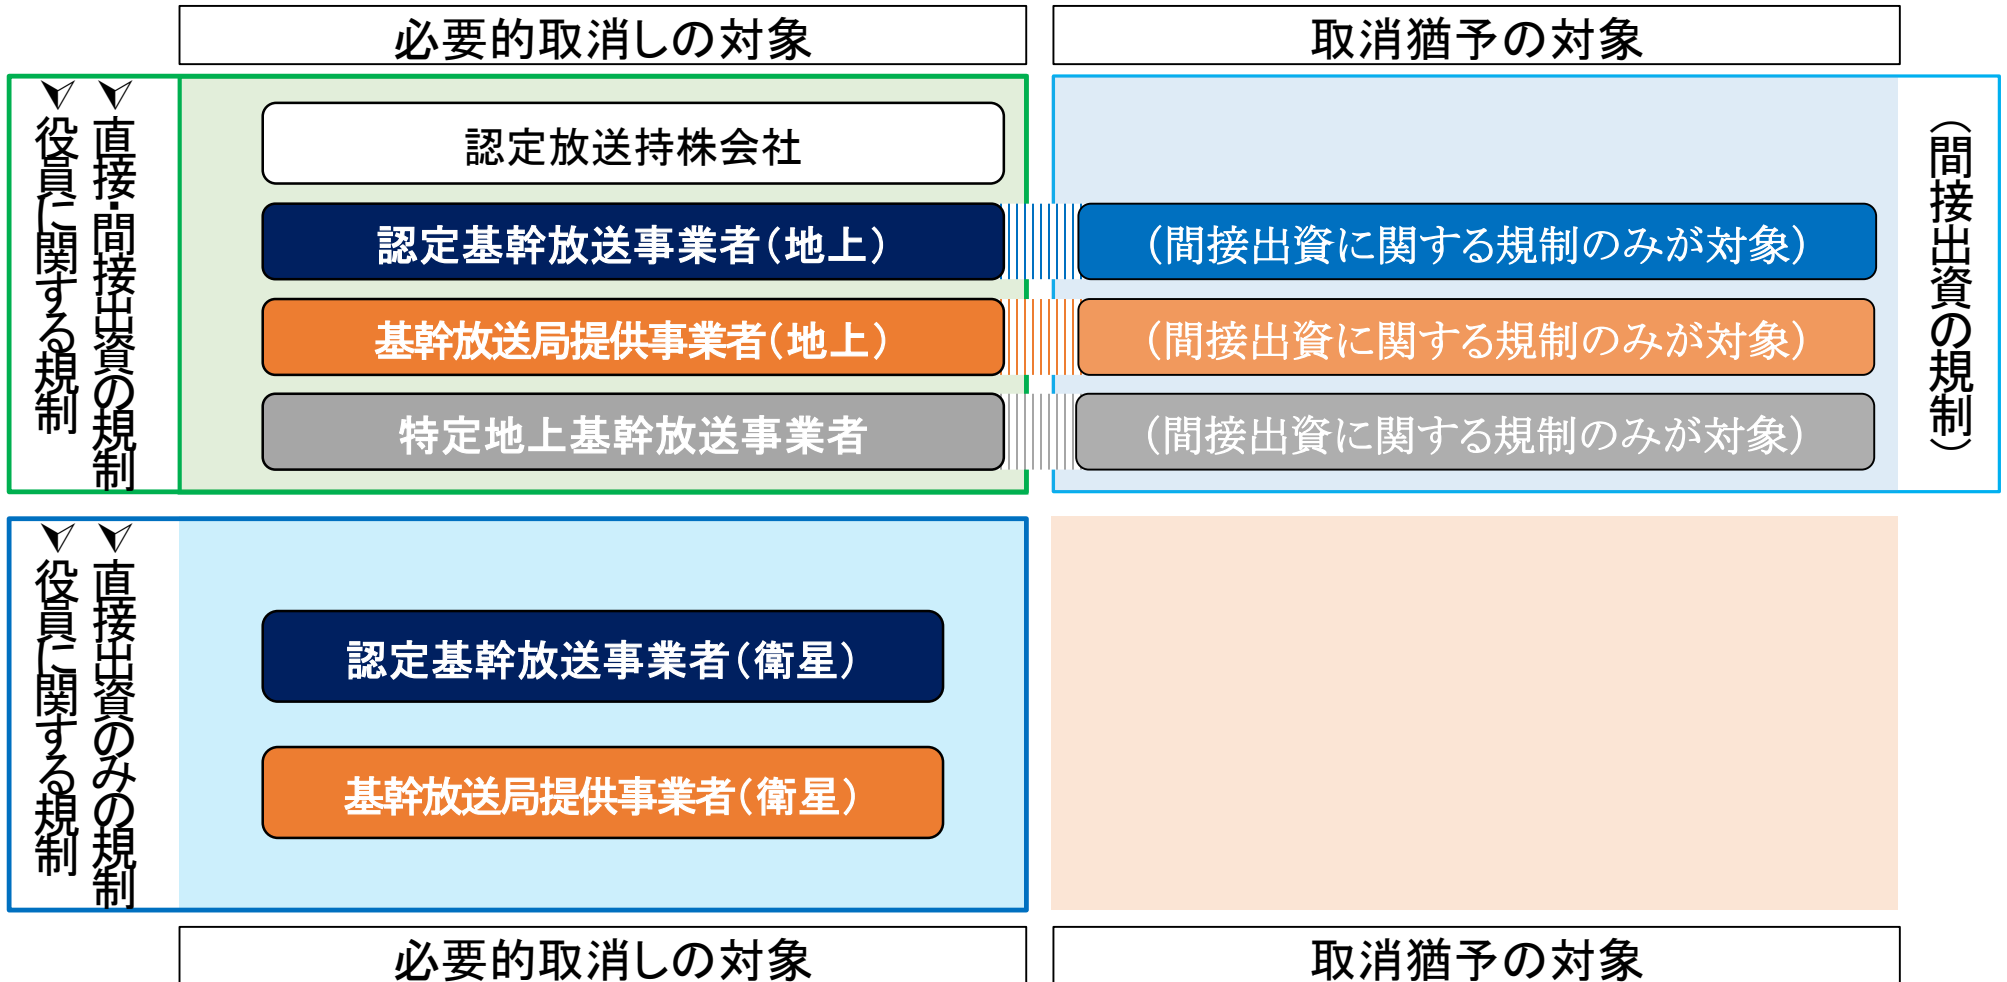 必要的取消しの対象
取消猶予の対象
➢直接・間接出資の規制
➢役員に関する規制
認定放送持株会社
認定基幹放送事業者(地上)
(間接出資に関する規制のみが対象)
基幹放送局提供事業者(地上)
(間接出資に関する規制のみが対象)
特定地上基幹放送事業者
(間接出資に関する規制のみが対象)
(間接出資の規制)
➢直接出資のみの規制
➢役員に関する規制
認定基幹放送事業者(衛星)
基幹放送局提供事業者(衛星)
必要的取消しの対象
取消猶予の対象